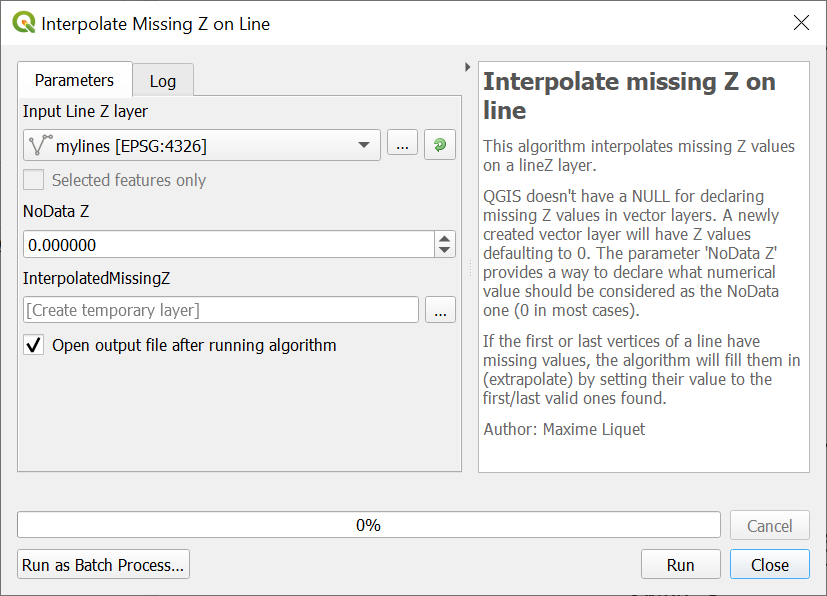 Interpolate Missing Z on Line
Parameters
Log
Input Line Z layer
mylines [EPSG:4326]
...
Selected features only
NoData Z
0.000000
InterpolatedMissingZ
[Create temporary layer]
...
Open output file after running algorithm
Interpolate missing Z on
line
This algorithm interpolates missing Z values
on a lineZ layer.
QGIS doesn't have a NULL for declaring
missing Z values in vector layers. A newly
created vector layer will have Z values
defaulting to 0. The parameter 'NoData Z'
provides a way to declare what numerical
value should be considered as the NoData
one (0 in most cases).
If the first or last vertices of a line have
missing values, the algorithm will fill them in
(extrapolate) by setting their value to the
first/last valid ones found.
Author: Maxime Liquet
0%
Cancel
Run as Batch Process...
Run
Close